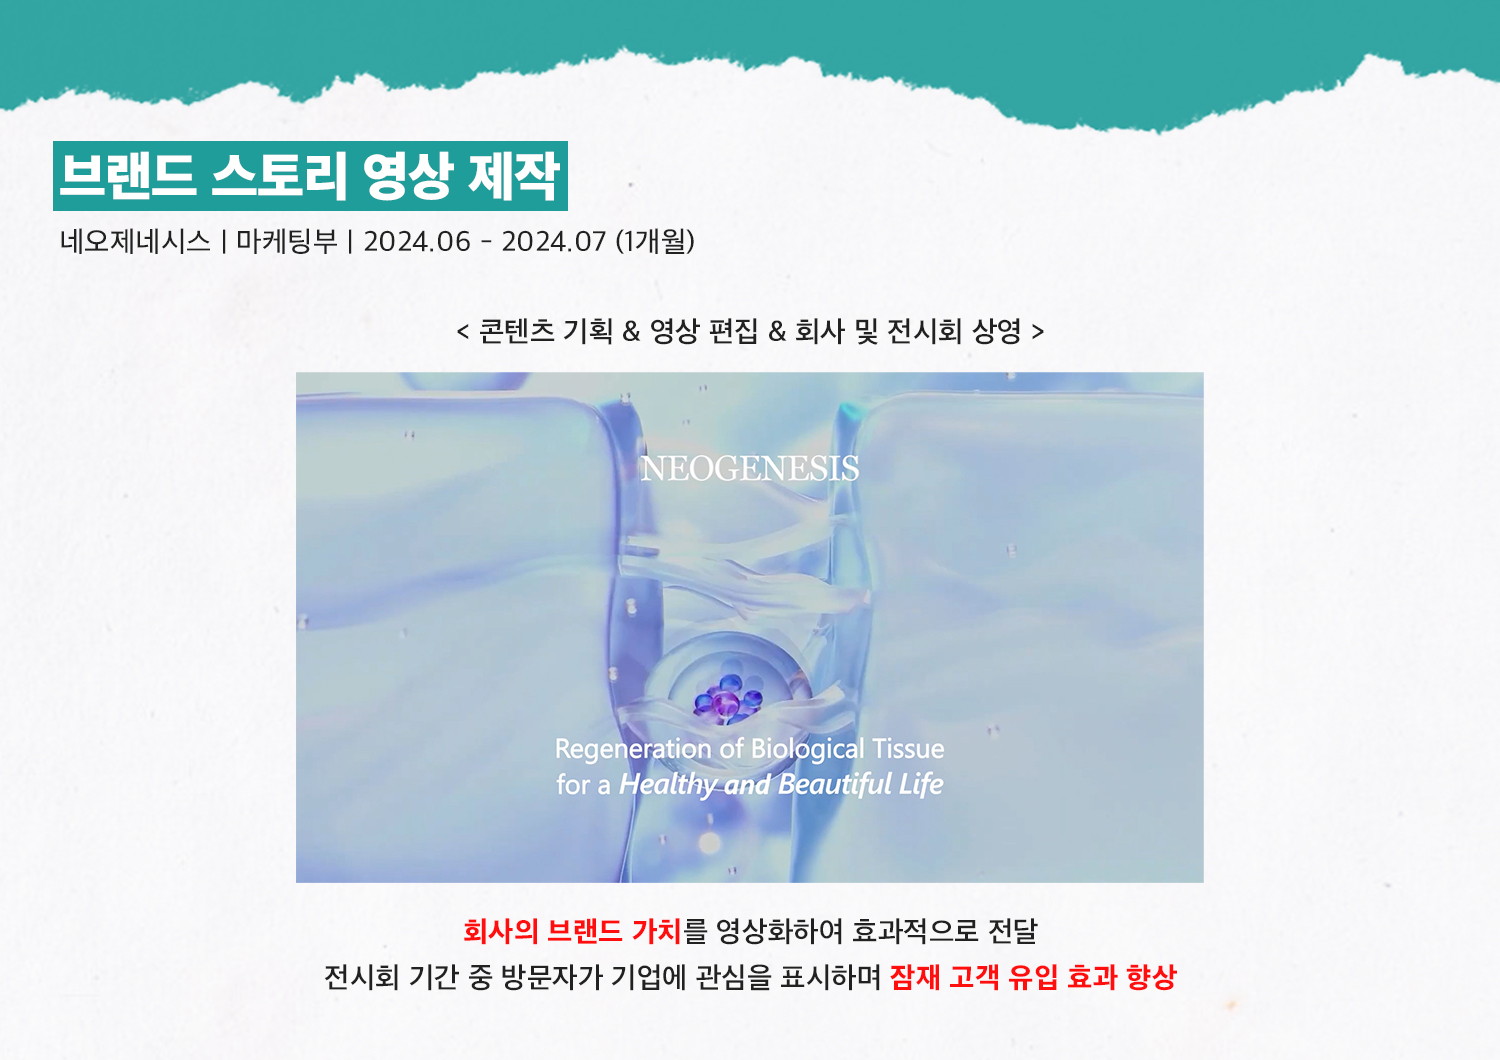 브랜드 스토리 영상 제작
네오제네시스 | 마케팅부 | 2024.06 - 2024.07 (1개월)
< 콘텐츠 기획 & 영상 편집 & 회사 및 전시회 상영 >
NEOGENESIS
Regeneration of Biological Tissue
for a Healthy and Beautiful Life
회사의 브랜드 가치를 영상화하여 효과적으로 전달
전시회 기간 중 방문자가 기업에 관심을 표시하며 잠재 고객 유입 효과 향상